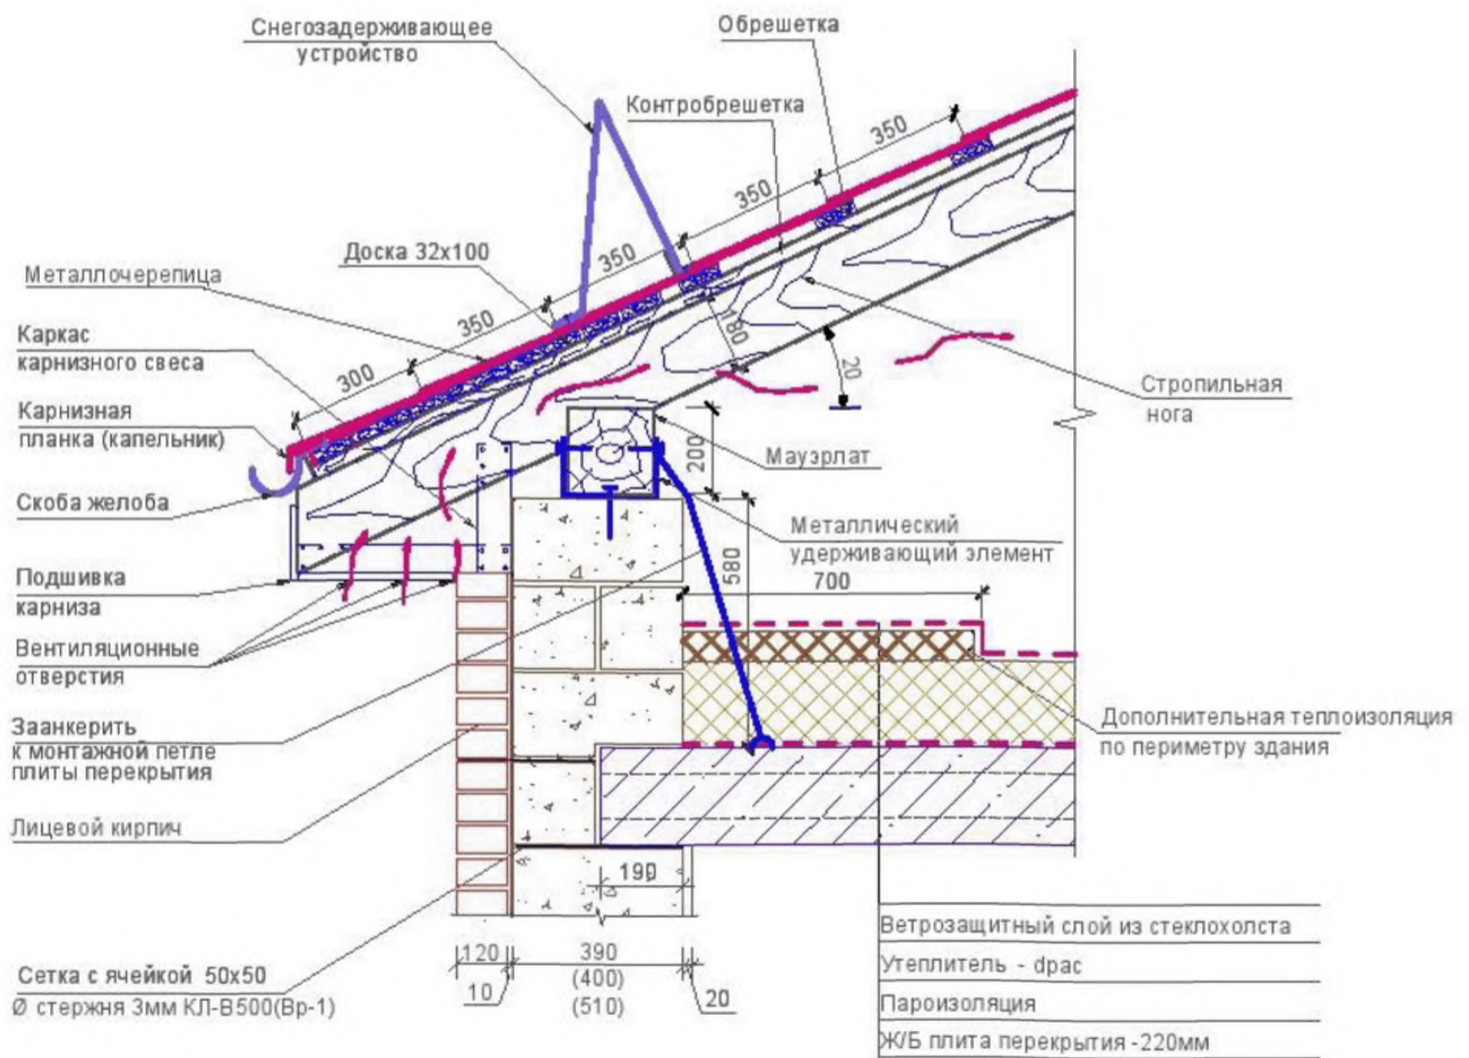 Снегозадерживающее
устройство
Обрешетка
Контробрешетка
350
350
350
350
300
Доска 32х100
180
20
Металлочерепица
Каркас
карнизного свеса
Карнизная
планка (капельник)
Скоба желоба
Подшивка
карниза
Вентиляционные
отверстия
Заанкерить
к монтажной петле
плиты перекрытия
Лицевой кирпич
Сетка с ячейкой 50х50
Ø стержня 3мм КЛ-В500(Вр-1)
Стропильная
нога
Мауэрлат
200
Металлический
удерживающий элемент
580
700
Дополнительная теплоизоляция
по периметру здания
190
120
10
390
(400)
(510)
20
Ветрозащитный слой из стеклохолста
Утеплитель - dрас
Пароизоляция
Ж/Б плита перекрытия -220мм